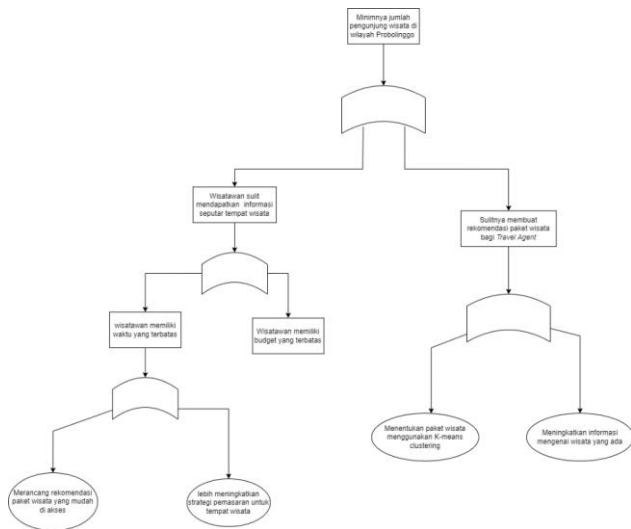 Minimnya jumlah
pengunjung wisata di
wilayah Probolinggo
Wisatawan sulit
mendapatkan informasi
seputar tempat wisata
Sulitnya membuat
rekomendasi paket wisata
bagi Travel Agent
wisatawan memiliki
waktu yang terbatas
Wisatawan memiliki
budget yang terbatas
Menentukan paket wisata
menggunakan K-means
clustering
Meningkatkan informasi
mengenai wisata yang ada
Merancang rekomendasi
paket wisata yang mudah
di akses
lebih meningkatkan
strategi pemasaran untuk
tempat wisata